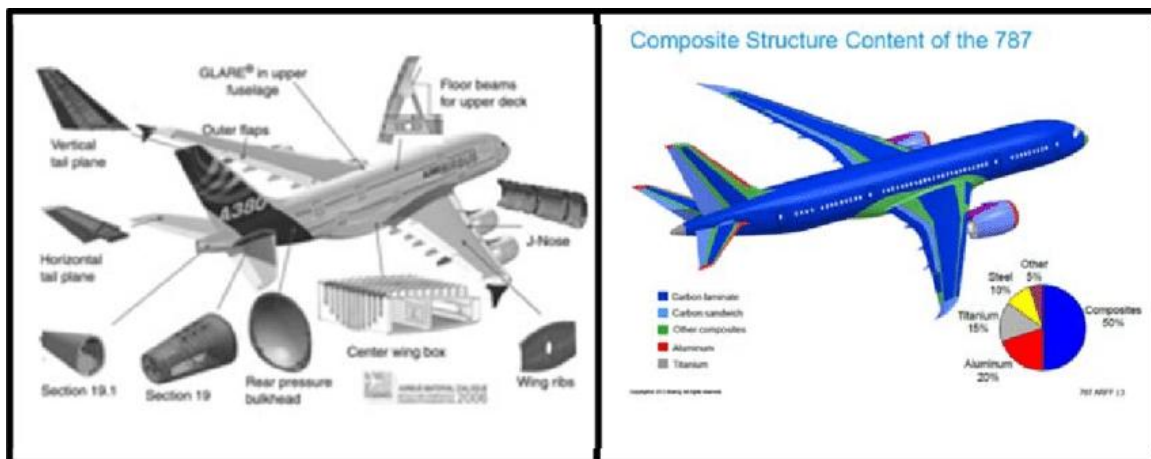 GLARE® in upper
fuselage
Floor beams
for upper deck
Outer flaps
Vertical
tail plane
A380
AIRBUS
J-Nose
Horizontal
tail plane
Center wing box
Wing ribs
Section 19.1
Section 19
Rear pressure
bulkhead
2006
Composite Structure Content of the 787
Carbon laminate
Carbon sandwich
Other composites
Aluminum
Titanium
Other
5%
Steel
10%
Titanium
15%
Aluminum
20%
Composites
50%